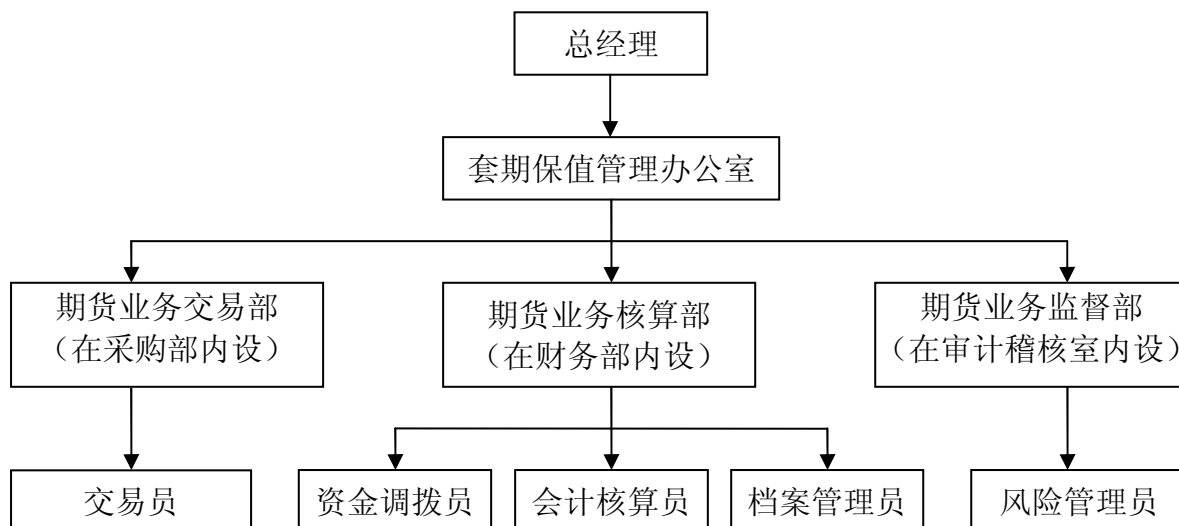 总经理
套期保值管理办公室
期货业务交易部
（在采购部内设）
期货业务核算部
（在财务部内设）
期货业务监督部
（在审计稽核室内设）
交易员
资金调拨员
会计核算员
档案管理员
风险管理员